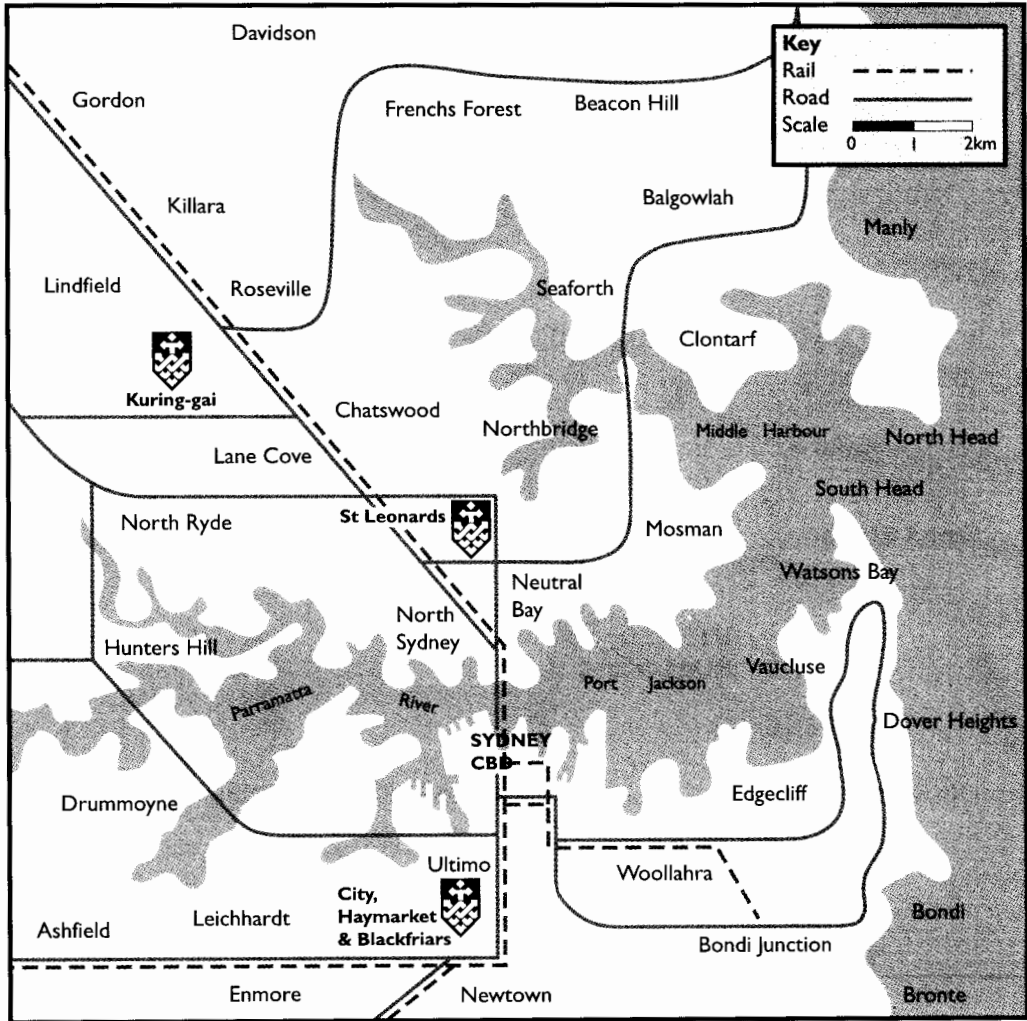 Davidson
Key
Rail
Road
Scale
0 1 2km
Gordon
Frenchs Forest
Beacon Hill
Killara
Balgowlah
Manly
Lindfield
Roseville
Seaforth
Clontarf
Kuring-gai
Chatswood
Northbridge
Middle Harbour
North Head
Lane Cove
South Head
North Ryde
St Leonards
Mosman
Watsons Bay
Neutral
Bay
North
Sydney
Hunters Hill
Vaucluse
Parramatta
River
Port Jackson
Dover Heights
SYDNEY
CBD
Drummoyne
Edgecliff
Ultimo
Woollahra
City,
Haymarket
& Blackfriars
Leichhardt
Ashfield
Bondi
Bondi Junction
Enmore
Newtown
Bronte